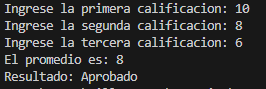 Ingrese la primera calificacion: 10
Ingrese la segunda calificacion: 8
Ingrese la tercera calificacion: 6
El promedio es: 8
Resultado: Aprobado